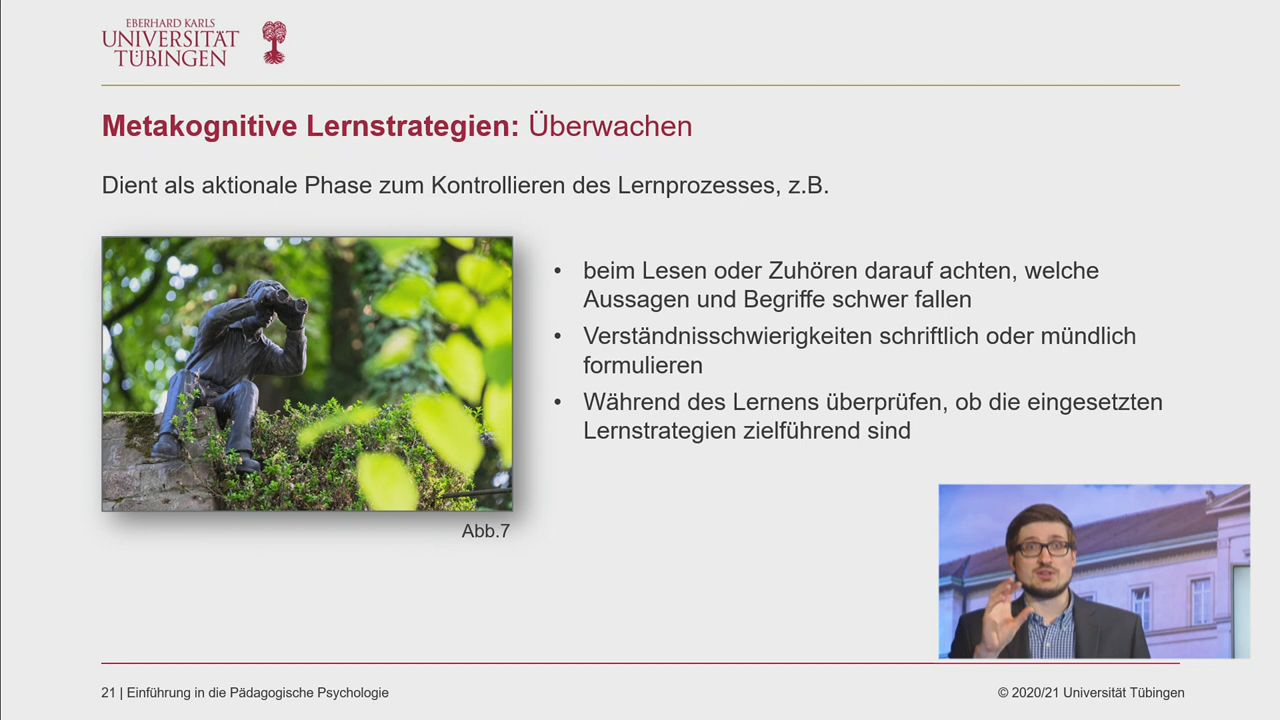 EBERHARD KARLS
UNIVERSITÄT
TÜBINGEN
Metakognitive Lernstrategien: Überwachen
Dient als aktionale Phase zum Kontrollieren des Lernprozesses, z.B.
• beim Lesen oder Zuhören darauf achten, welche
Aussagen und Begriffe schwer fallen
• Verständnisschwierigkeiten schriftlich oder mündlich
formulieren
• Während des Lernens überprüfen, ob die eingesetzten
Lernstrategien zielführend sind
Abb.7
21 | Einführung in die Pädagogische Psychologie
© 2020/21 Universität Tübingen